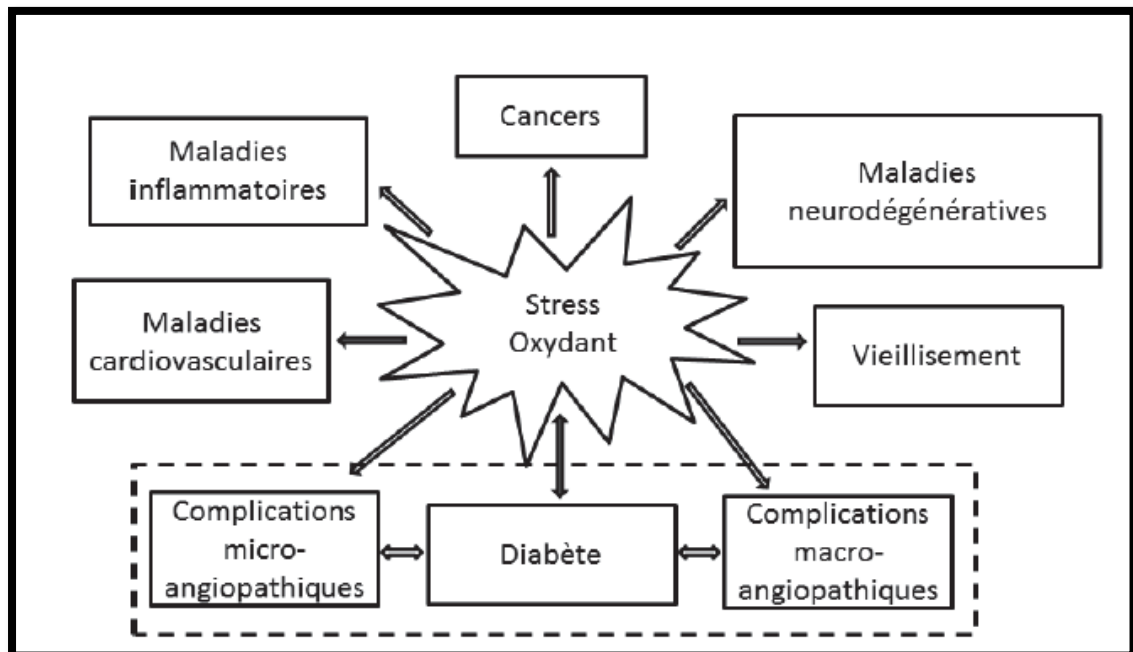 Cancers
Maladies
inflammatoires
Maladies
neurodégénératives
Stress
Oxydant
Maladies
cardiovasculaires
Vieillisement
Complications
micro-
angiopathiques
Diabète
Complications
macro-
angiopathiques